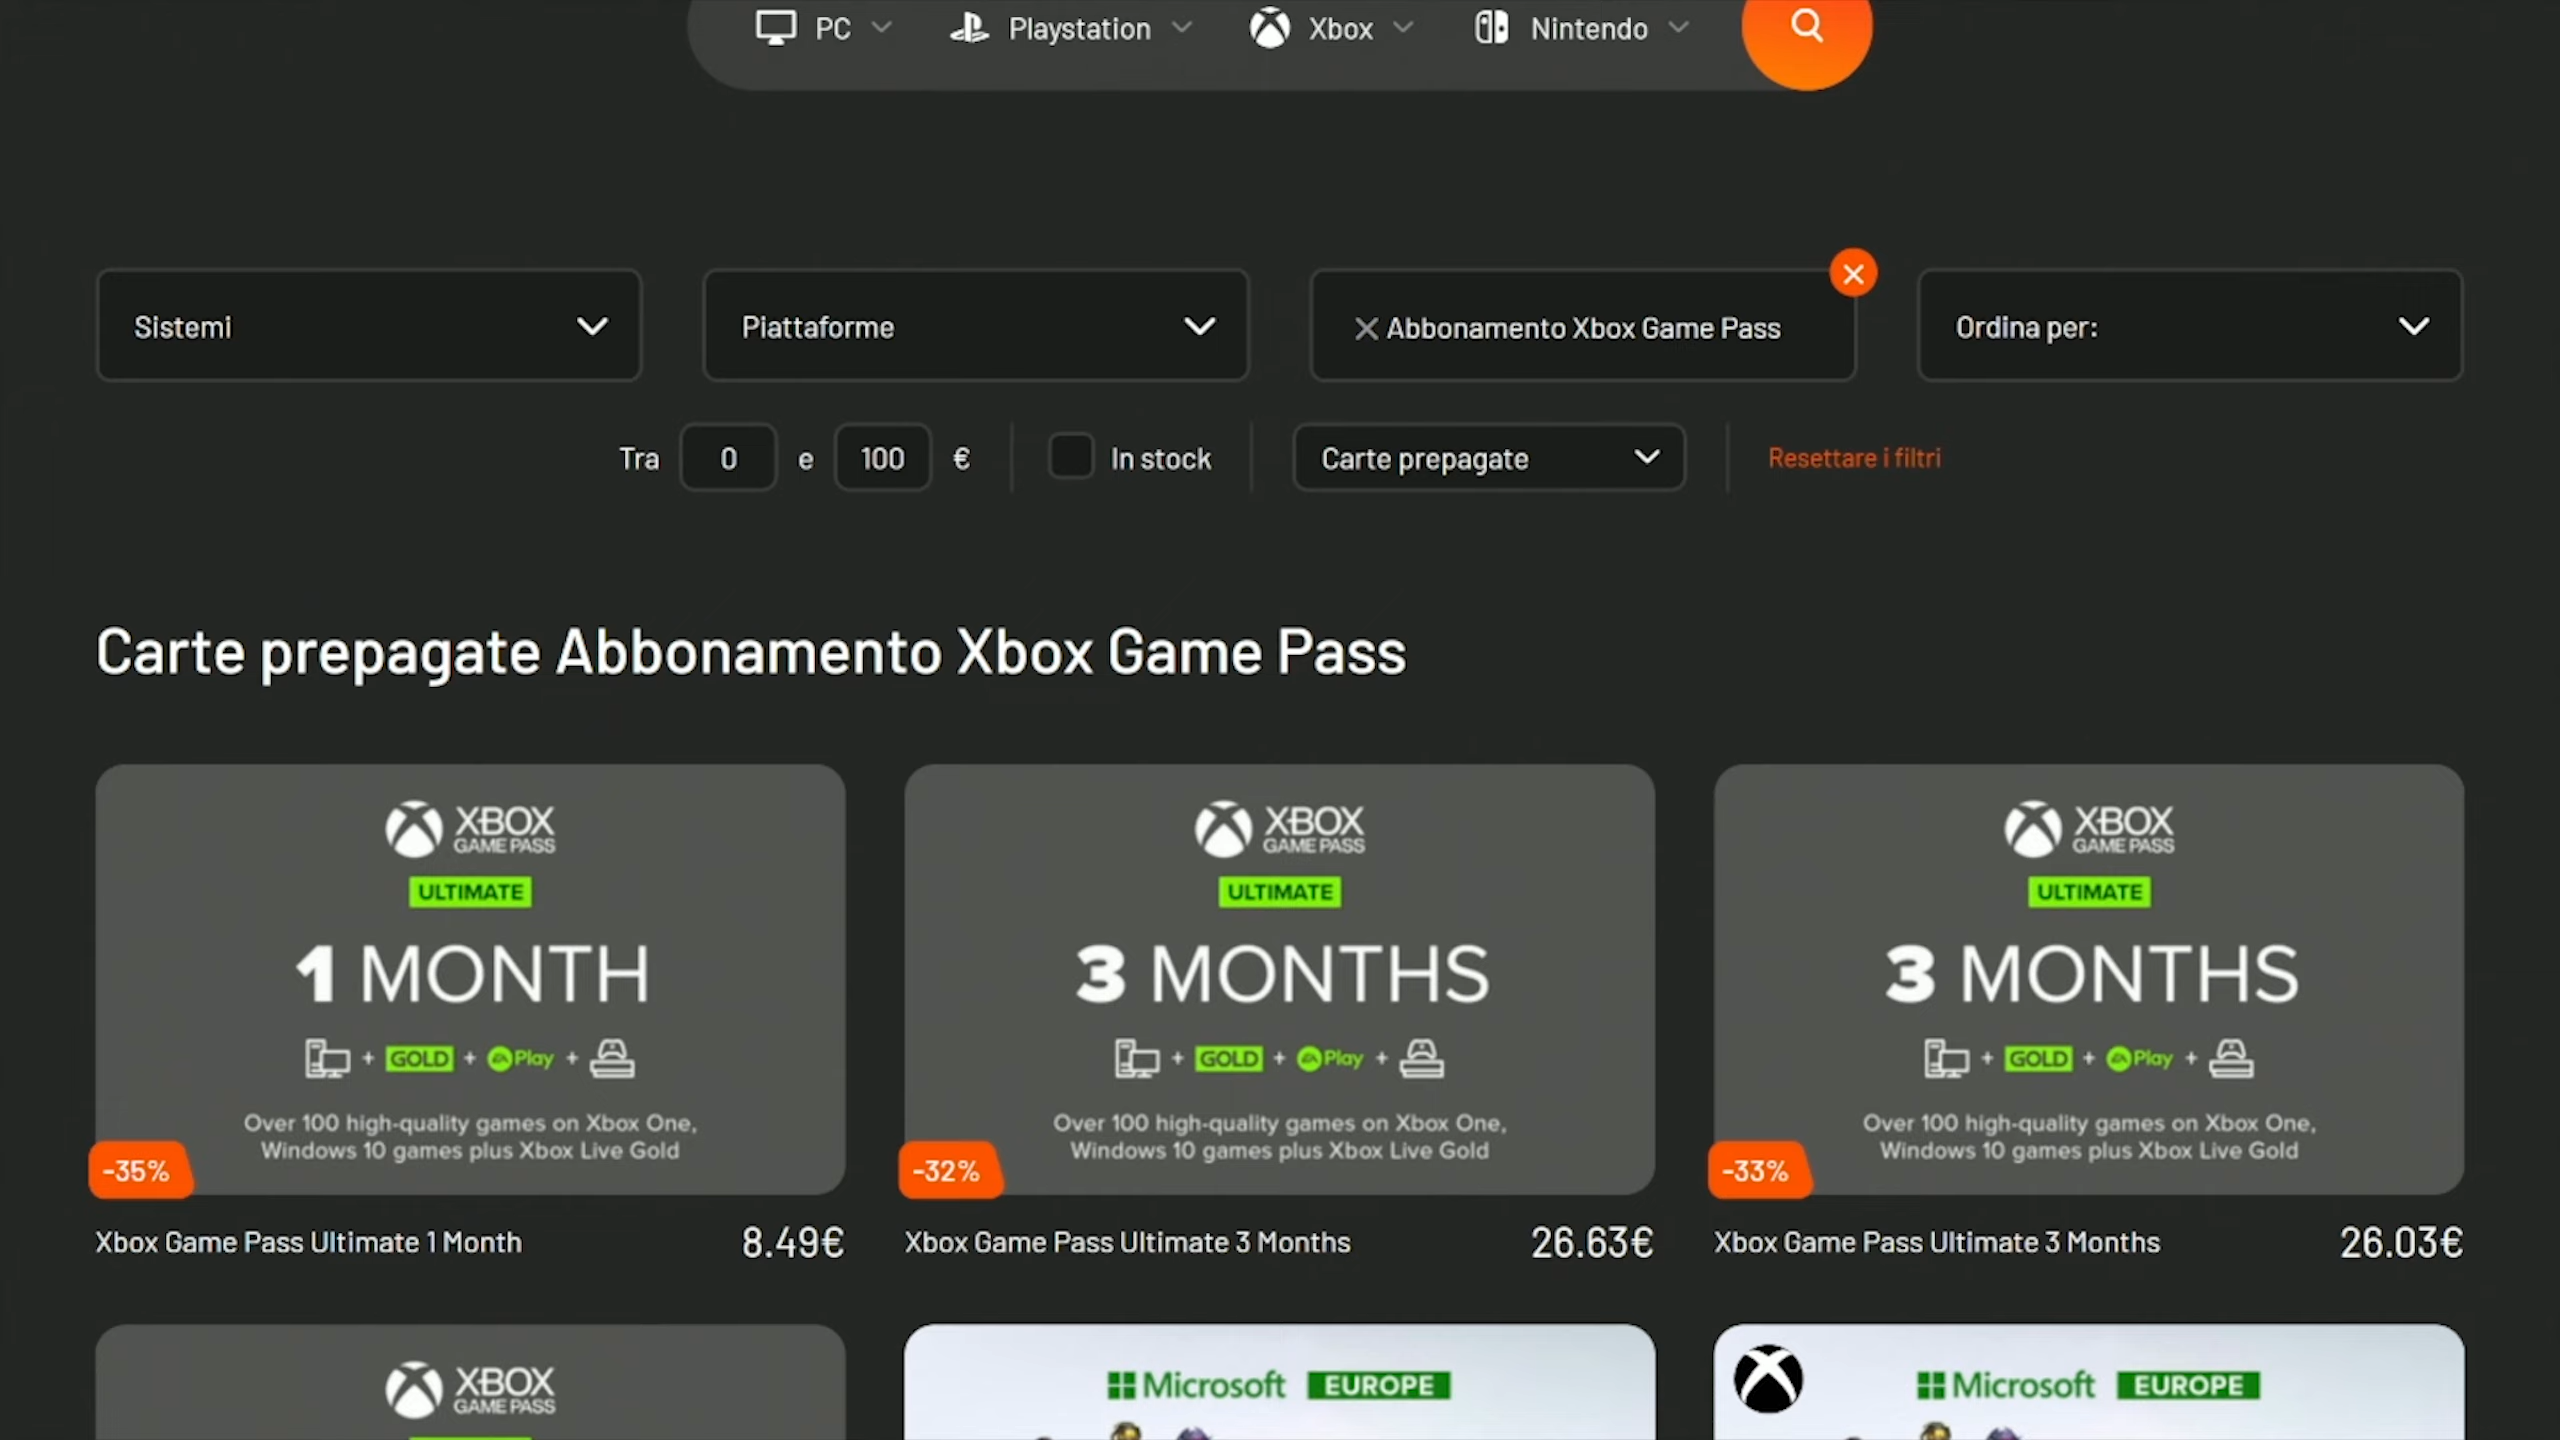 PC Playstation Xbox Nintendo
Sistemi Piattaforme Abbonamento Xbox Game Pass Ordina per:
Tra 0 e 100 € In stock Carte prepagate Resettare i filtri
Carte prepagate Abbonamento Xbox Game Pass
XBOX
GAME PASS
ULTIMATE
1 MONTH
+ GOLD + EA Play +
Over 100 high-quality games on Xbox One,
Windows 10 games plus Xbox Live Gold
-35%
Xbox Game Pass Ultimate 1 Month 8.49€
XBOX
GAME PASS
ULTIMATE
3 MONTHS
+ GOLD + EA Play +
Over 100 high-quality games on Xbox One,
Windows 10 games plus Xbox Live Gold
-32%
Xbox Game Pass Ultimate 3 Months 26.63€
XBOX
GAME PASS
ULTIMATE
3 MONTHS
+ GOLD + EA Play +
Over 100 high-quality games on Xbox One,
Windows 10 games plus Xbox Live Gold
-33%
Xbox Game Pass Ultimate 3 Months 26.03€
XBOX
GAME PASS
Microsoft EUROPE
Microsoft EUROPE